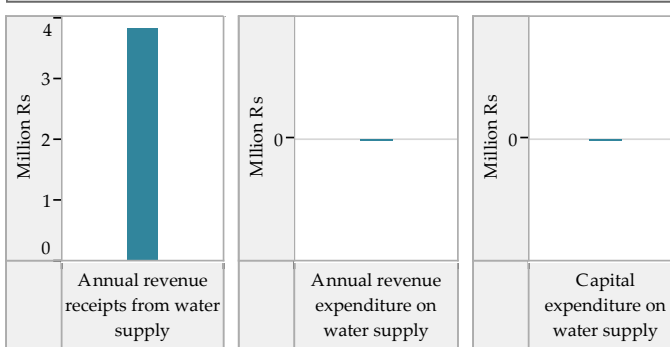 4
3
2
1
0
Million Rs
Annual revenue
receipts from water
supply
0
Mllion Rs
Annual revenue
expenditure on
water supply
0
Million Rs
Capital
expenditure on
water supply